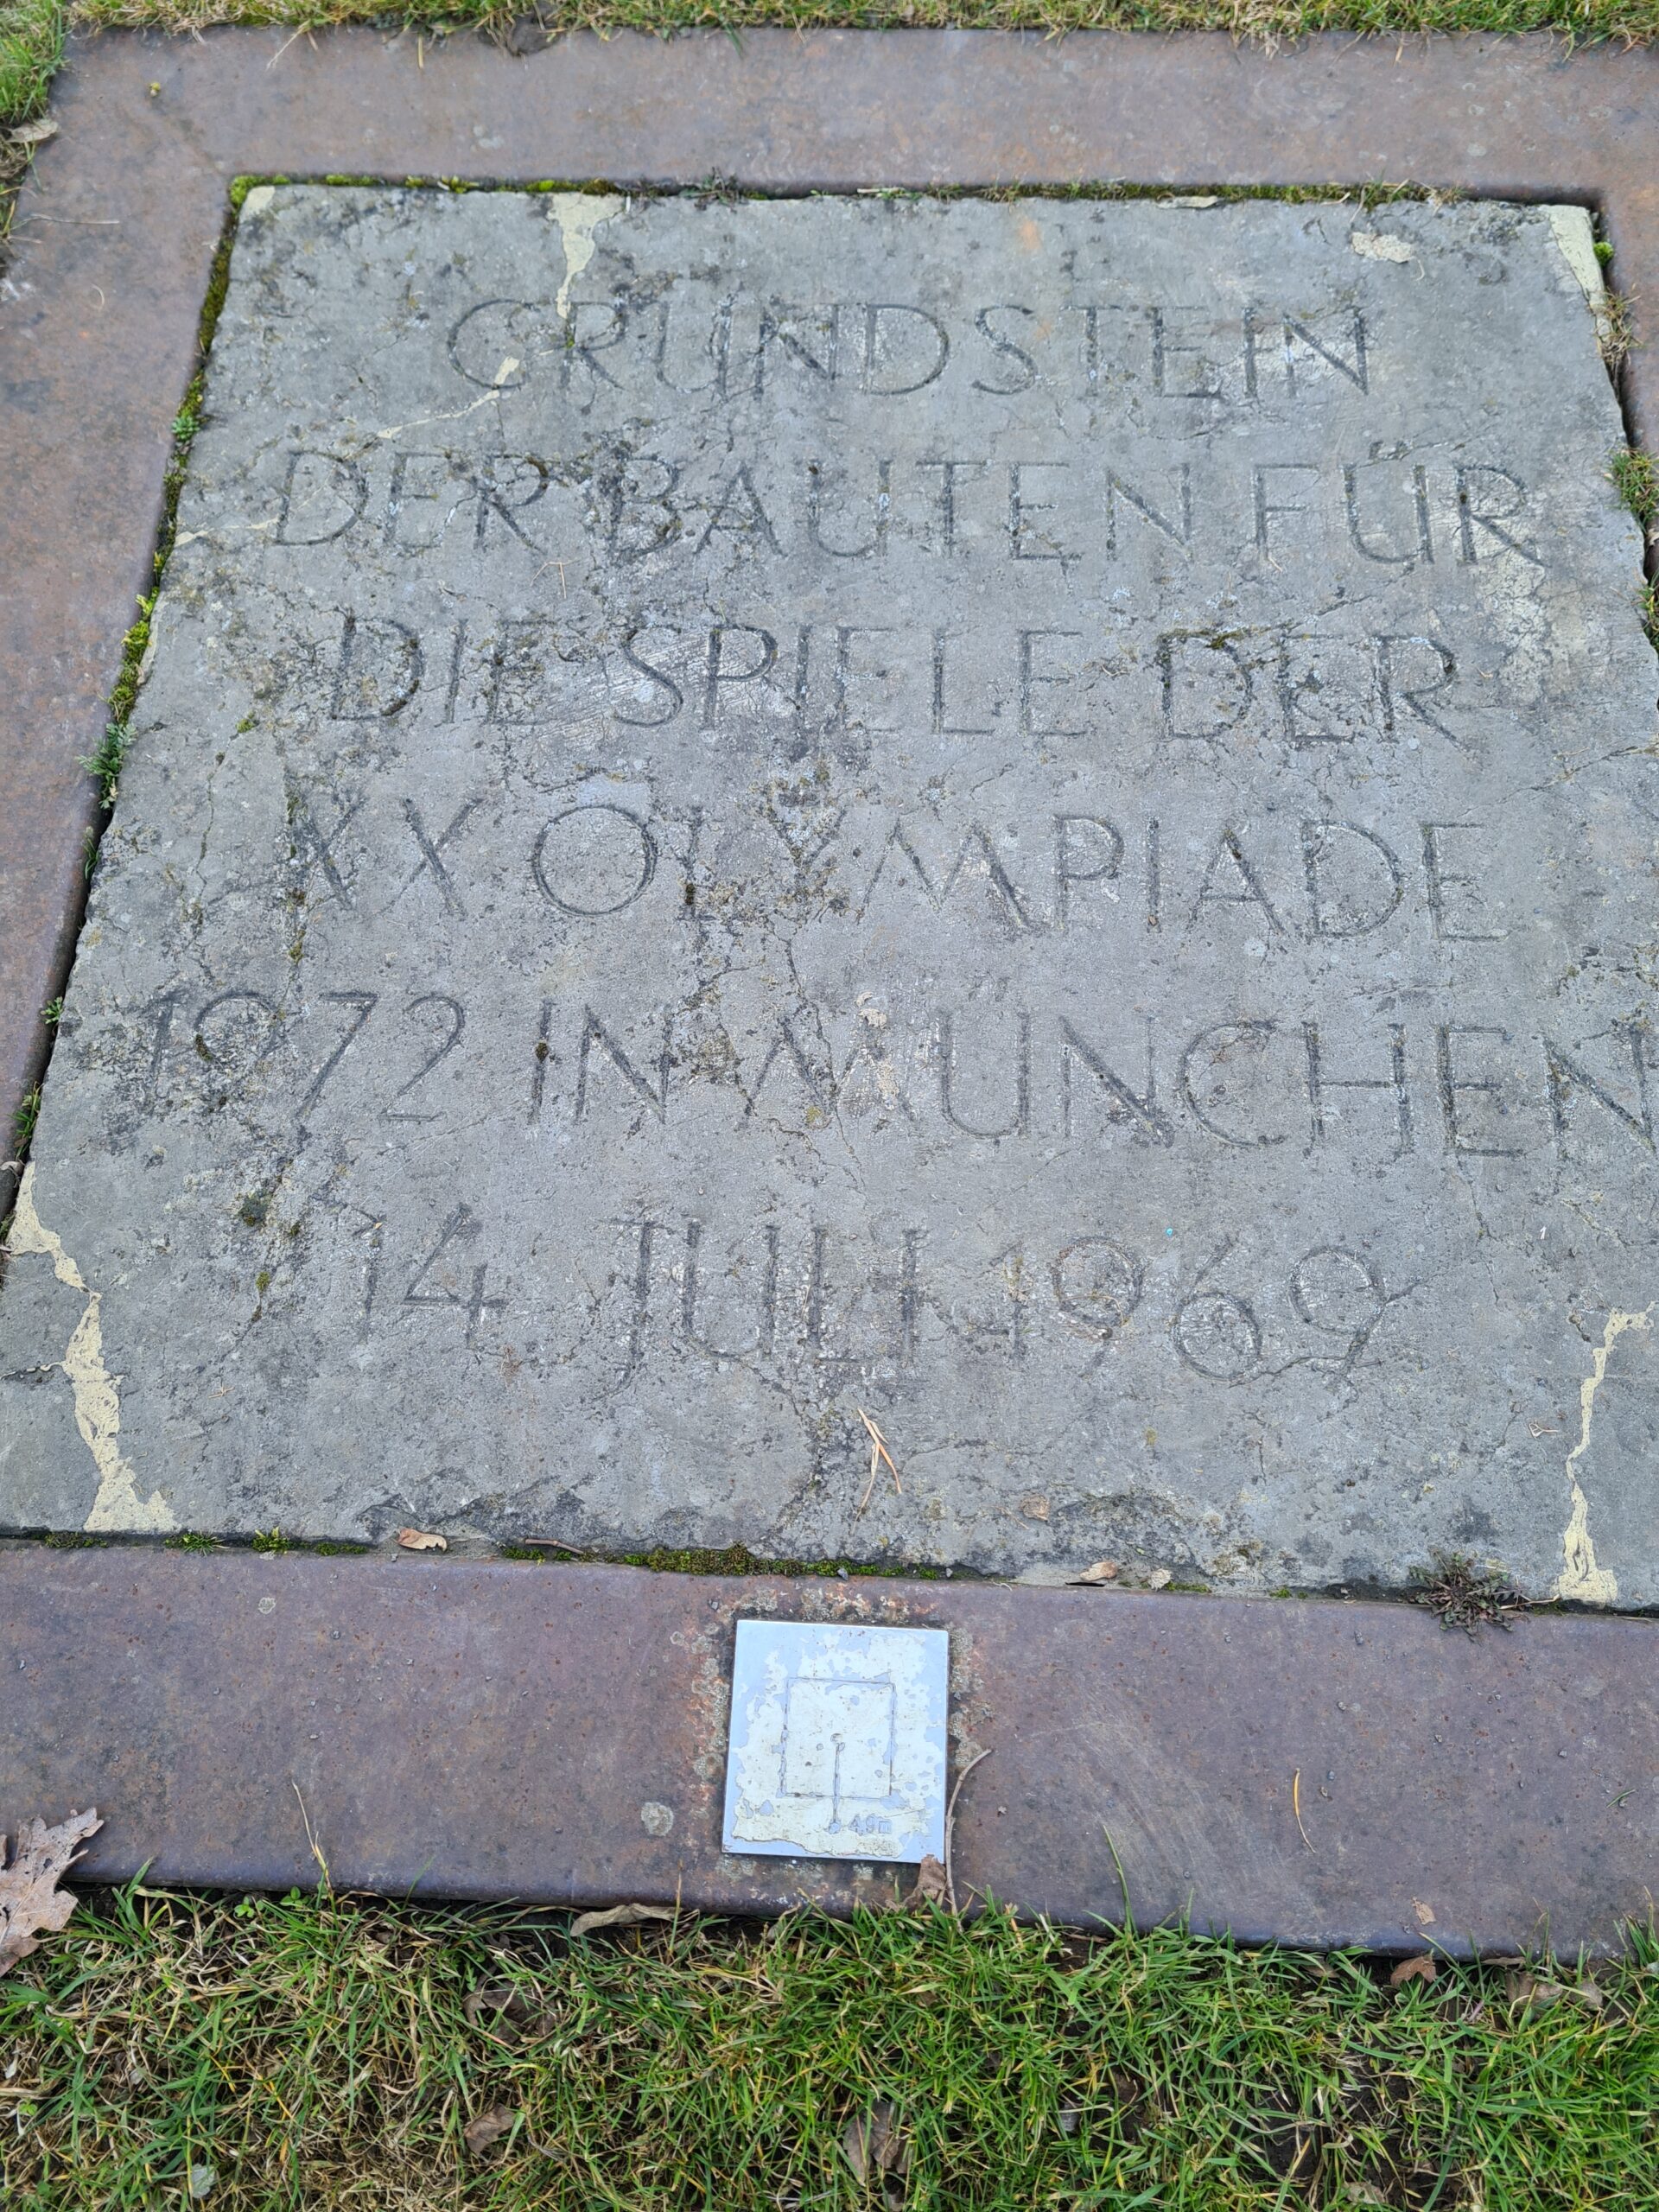 GRUNDSTEIN
DER BAUTEN FÜR
DIE SPIELE DER
XX OLYMPIADE
1972 IN MÜNCHEN
14 JULI 1969